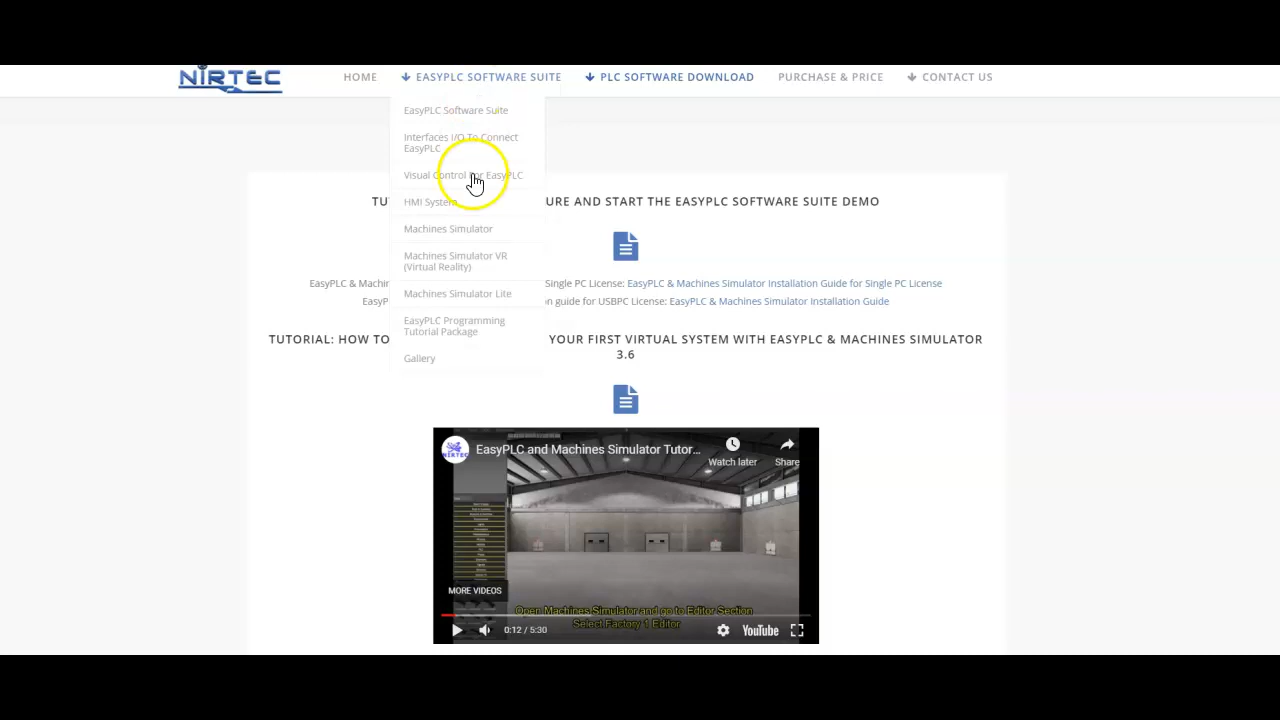 NIRTEC
HOME
EASYPLC SOFTWARE SUITE
PLC SOFTWARE DOWNLOAD
PURCHASE & PRICE
CONTACT US
EasyPLC Software Suite
Interfaces I/O To Connect
EasyPLC
Visual Control For EasyPLC
HMI System
Machines Simulator
Machines Simulator VR
(Virtual Reality)
Machines Simulator Lite
EasyPLC Programming
Tutorial Package
Gallery
TU URE AND START THE EASYPLC SOFTWARE SUITE DEMO
EasyPLC & Machin Single PC License: EasyPLC & Machines Simulator Installation Guide for Single PC License
EasyP on guide for USBPC License: EasyPLC & Machines Simulator Installation Guide
TUTORIAL: HOW TO YOUR FIRST VIRTUAL SYSTEM WITH EASYPLC & MACHINES SIMULATOR
3.6
NIRTEC
EasyPLC and Machines Simulator Tutor...
Watch later
Share
MORE VIDEOS
Open Machines Simulator and go to Editor Section
Select Factory 1 Editor
0:12 / 5:30
YouTube